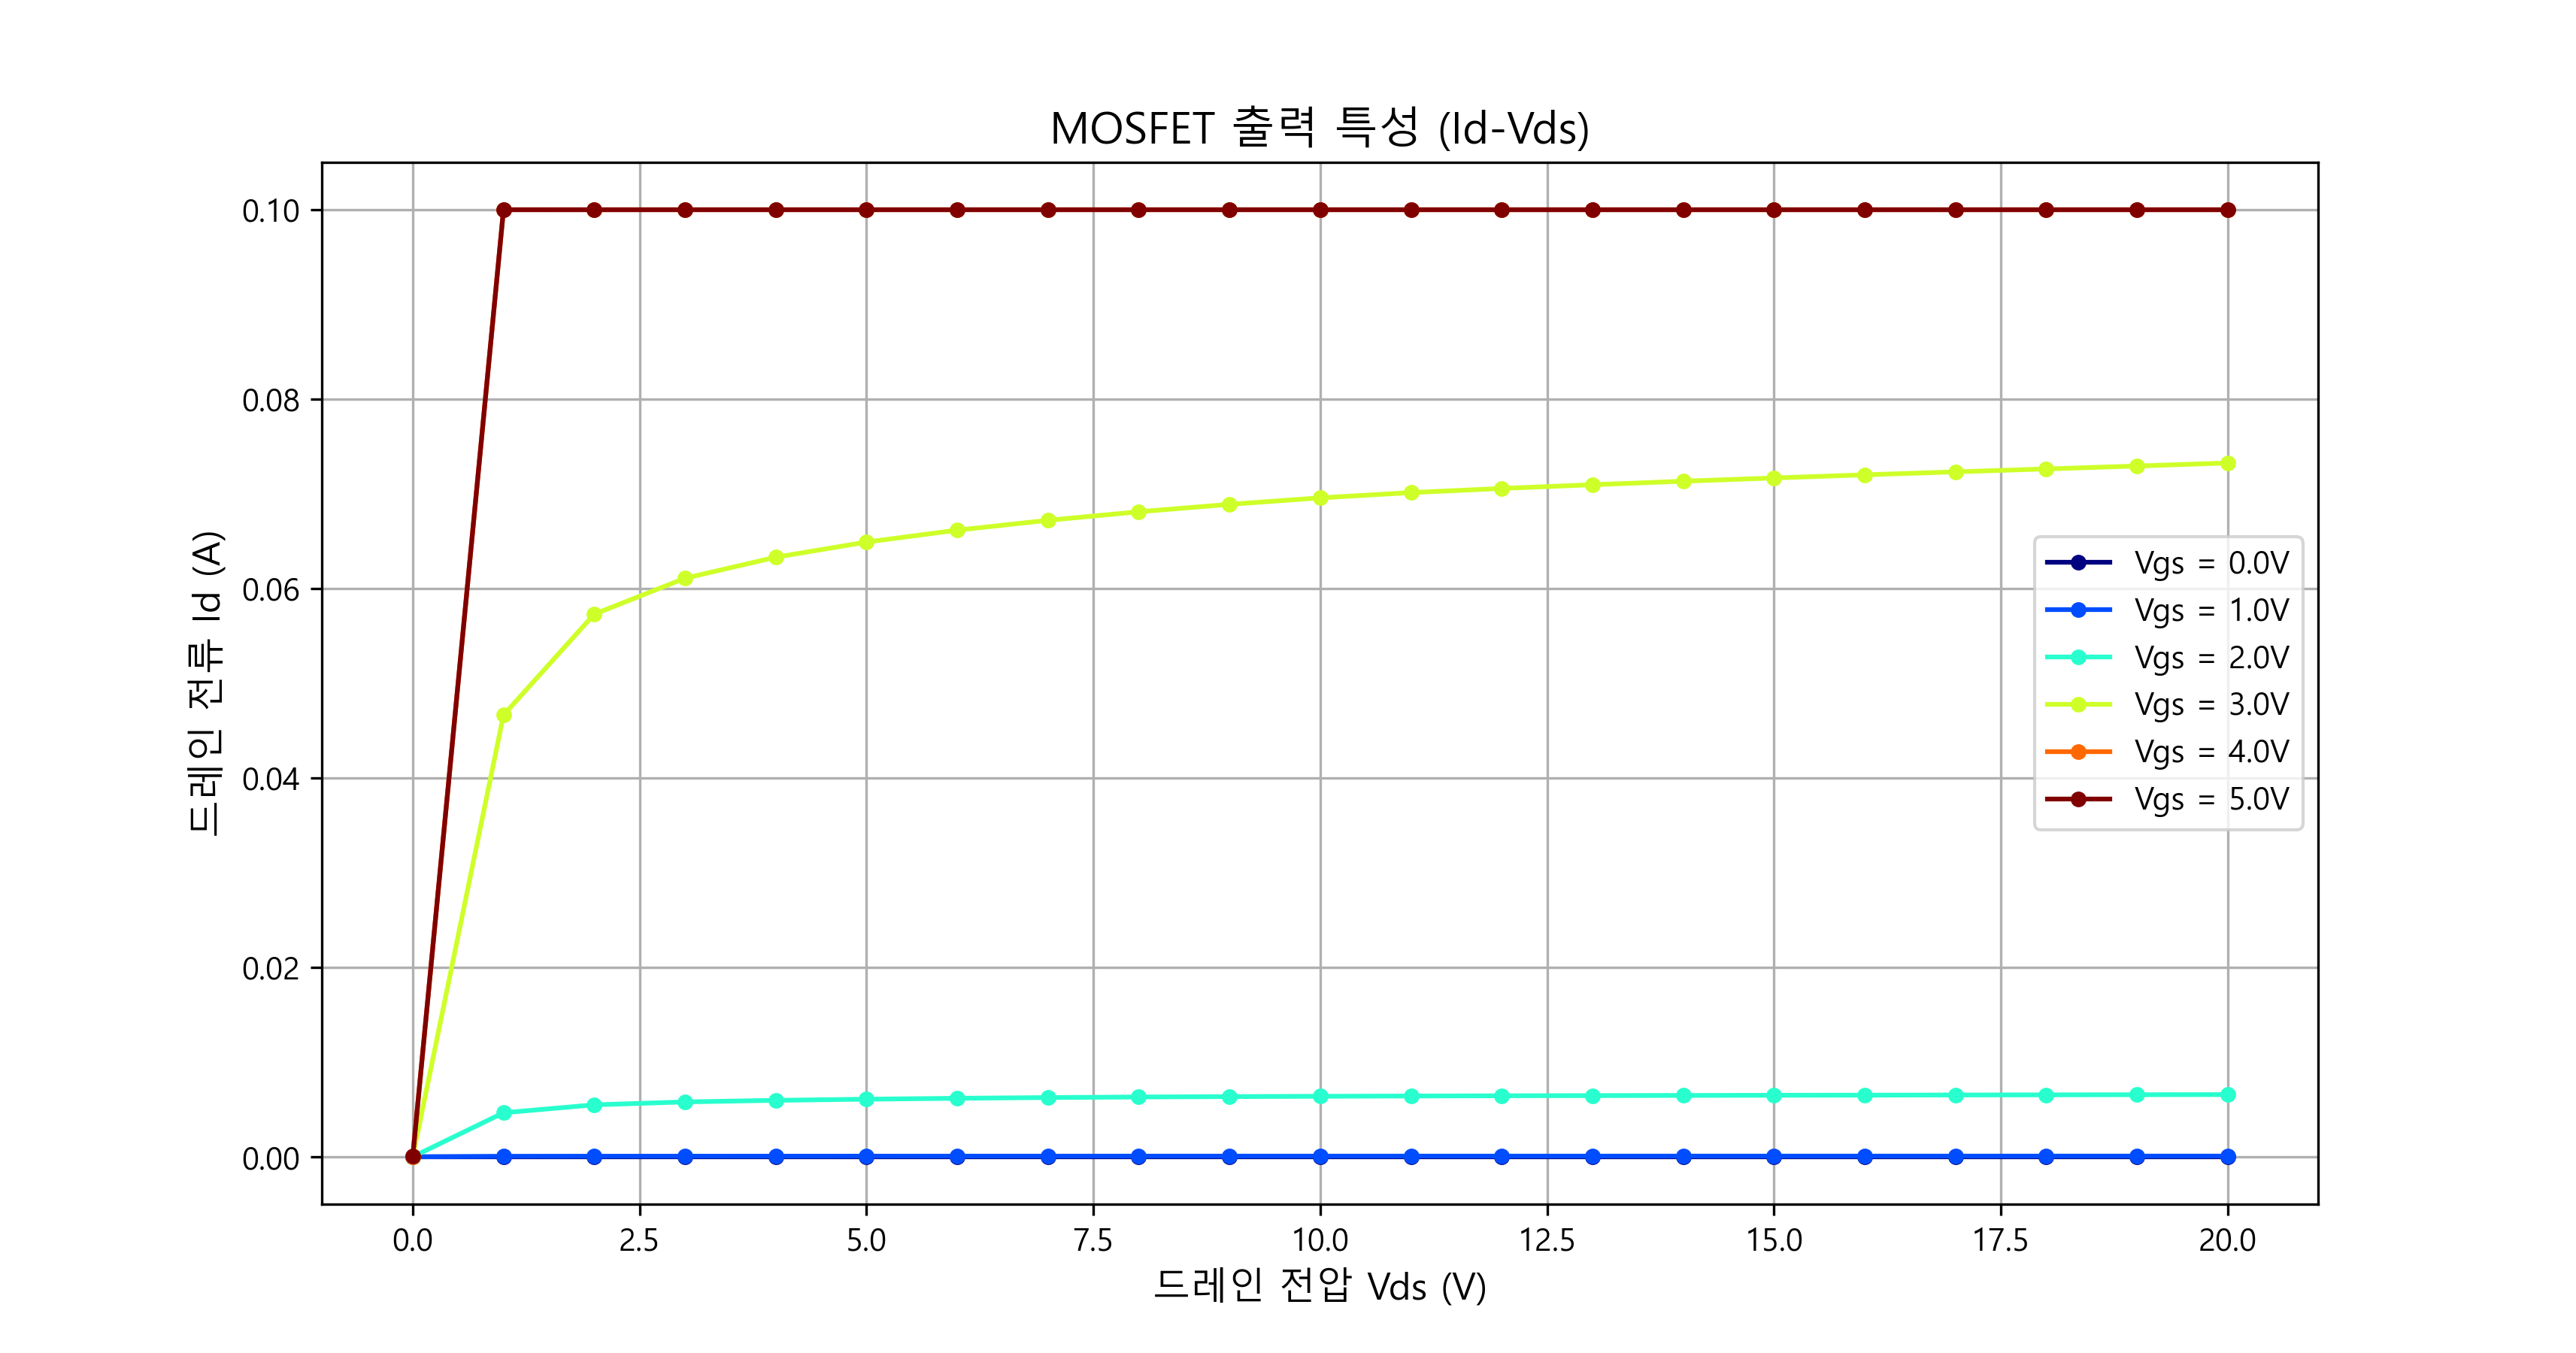 MOSFET 출력 특성 (Id-Vds)
드레인 전류 Id (A)
0.10
0.08
0.06
0.04
0.02
0.00
Vgs = 0.0V
Vgs = 1.0V
Vgs = 2.0V
Vgs = 3.0V
Vgs = 4.0V
Vgs = 5.0V
0.0 2.5 5.0 7.5 10.0 12.5 15.0 17.5 20.0
드레인 전압 Vds (V)